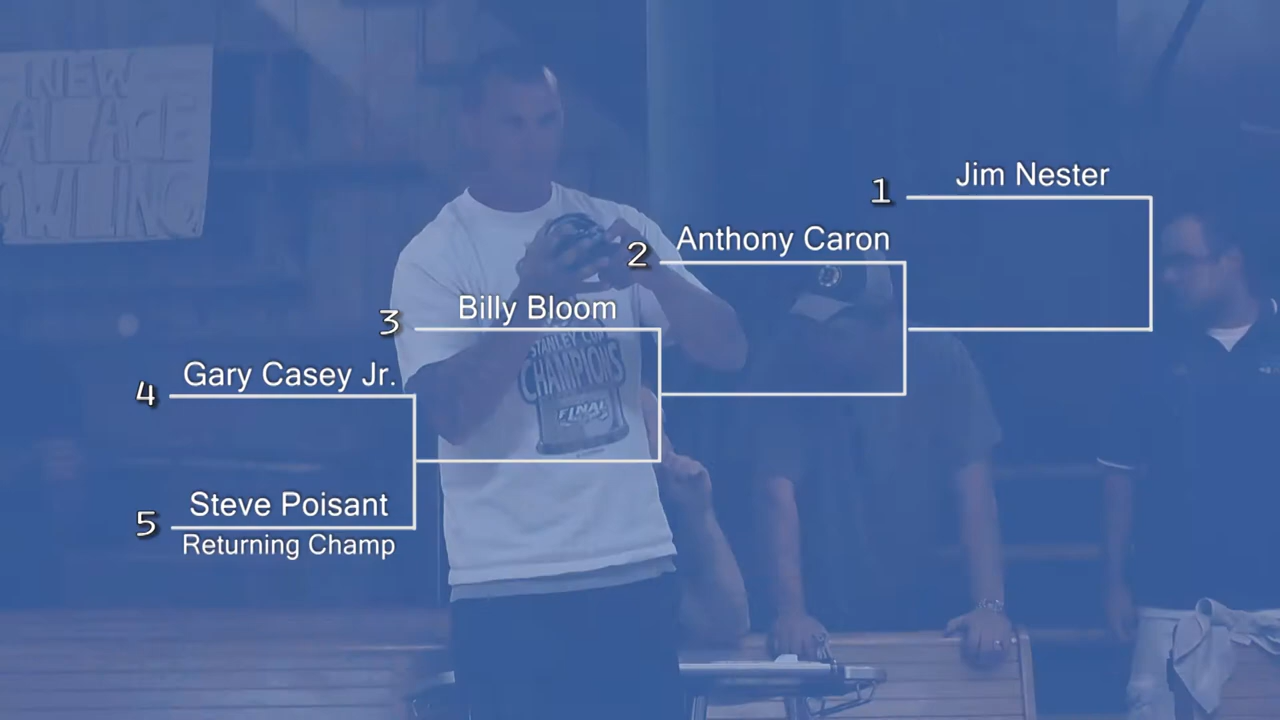 NEW
ALACE
OWLING
1 Jim Nester
2 Anthony Caron
3 Billy Bloom
4 Gary Casey Jr.
5 Steve Poisant
Returning Champ
STANLEY CUP
CHAMPIONS
FINAL